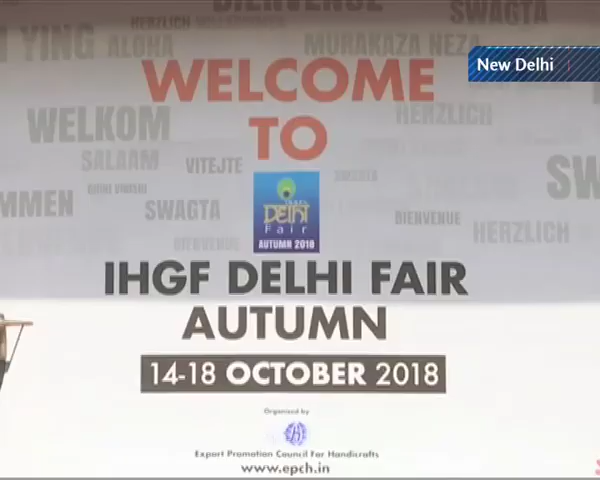 BIENVENUE
HERZLICH
SWAGTA
YING ALOHA
MURAKAZA NEZA
New Delhi
WELCOME
HERZLICH
WELKOM
TO
SALAAM VITEJTE
SWAGTA
BIENVENUE
HERZLICH
DELHI
Fair
AUTUMN 2018
IHGF DELHI FAIR
AUTUMN
14-18 OCTOBER 2018
Organised by
Export Promotion Council For Handicrafts
www.epch.in